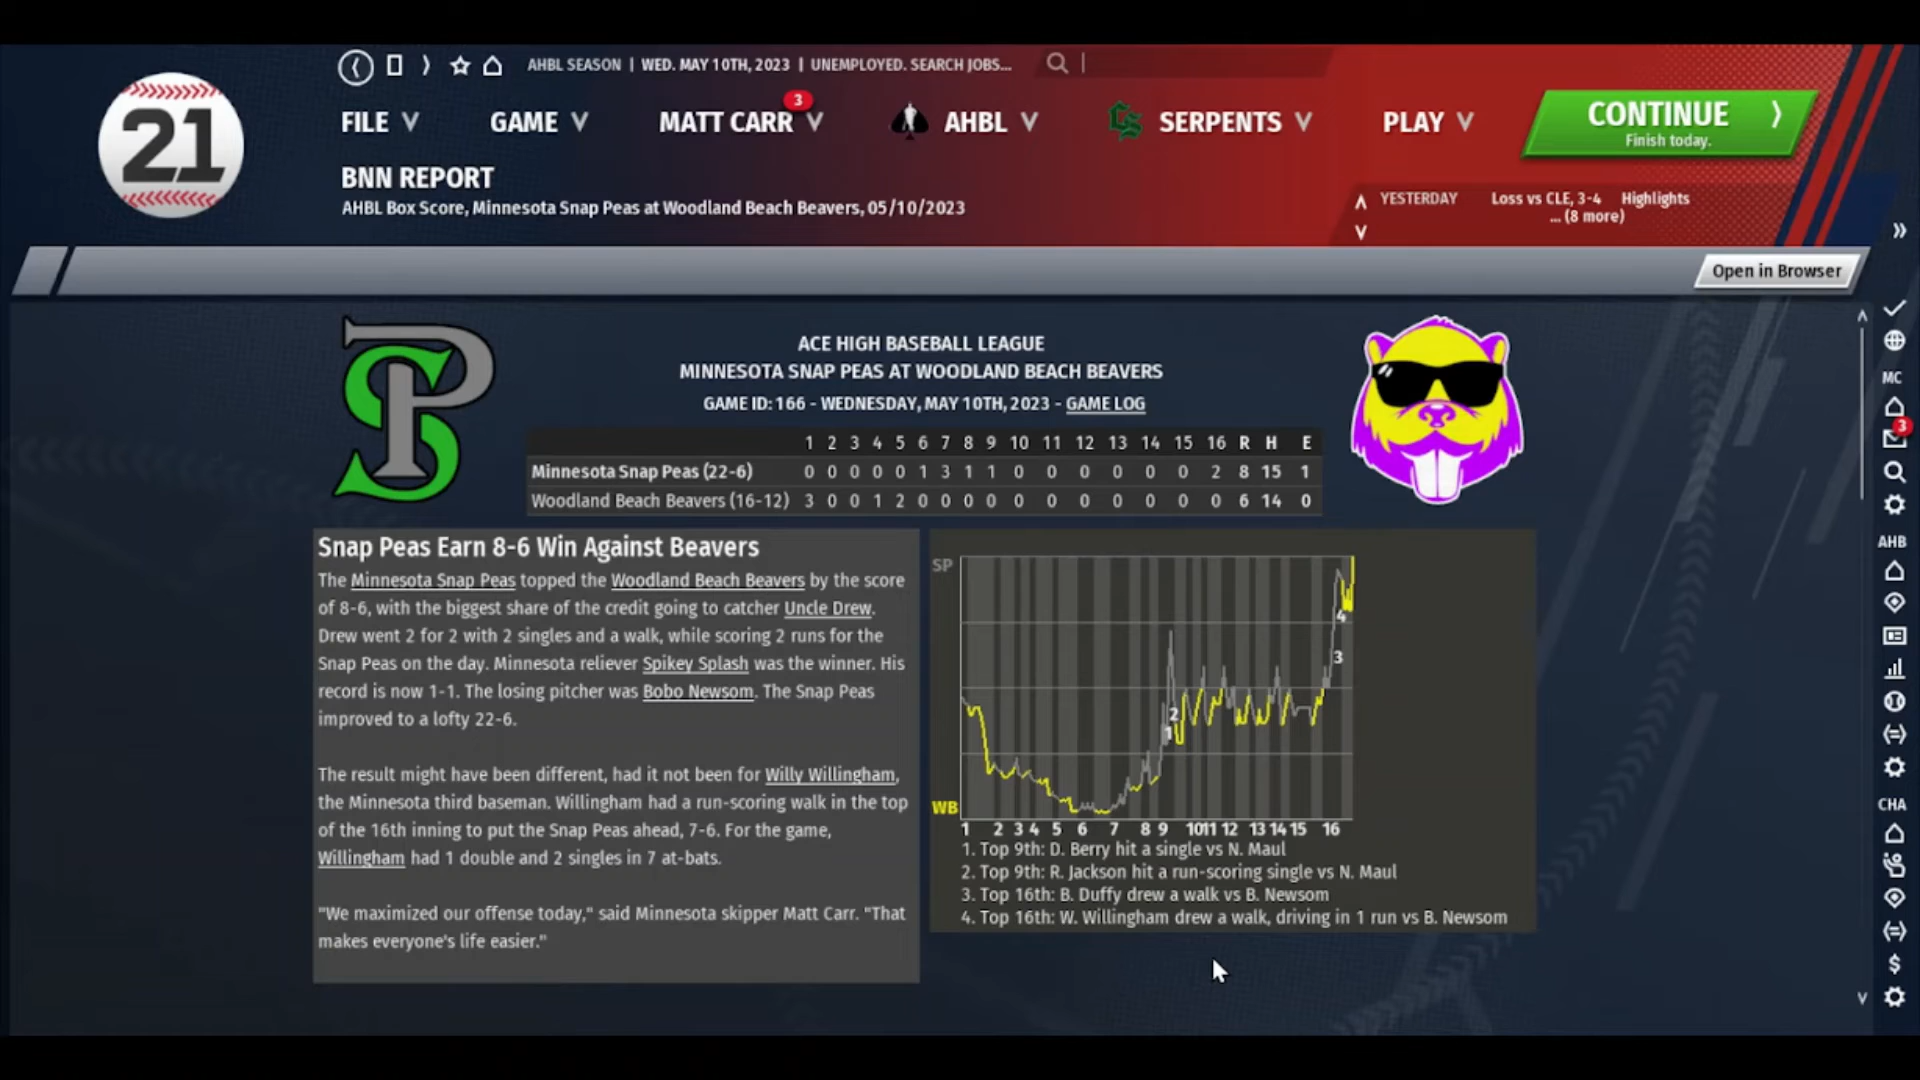 AHBL SEASON | WED. MAY 10TH, 2023 | UNEMPLOYED. SEARCH JOBS...
21
3
FILE GAME MATT CARR AHBL SERPENTS PLAY
CONTINUE
Finish today.
BNN REPORT
AHBL Box Score, Minnesota Snap Peas at Woodland Beach Beavers, 05/10/2023
YESTERDAY Loss vs CLE, 3-4 Highlights
... (8 more)
Open in Browser
SP
ACE HIGH BASEBALL LEAGUE
MINNESOTA SNAP PEAS AT WOODLAND BEACH BEAVERS
GAME ID: 166 - WEDNESDAY, MAY 10TH, 2023 - GAME LOG
1 2 3 4 5 6 7 8 9 10 11 12 13 14 15 16 R H E
Minnesota Snap Peas (22-6) 0 0 0 0 0 1 3 1 1 0 0 0 0 0 0 2 8 15 1
Woodland Beach Beavers (16-12) 3 0 0 1 2 0 0 0 0 0 0 0 0 0 0 0 6 14 0
Snap Peas Earn 8-6 Win Against Beavers
The Minnesota Snap Peas topped the Woodland Beach Beavers by the score
of 8-6, with the biggest share of the credit going to catcher Uncle Drew.
Drew went 2 for 2 with 2 singles and a walk, while scoring 2 runs for the
Snap Peas on the day. Minnesota reliever Spikey Splash was the winner. His
record is now 1-1. The losing pitcher was Bobo Newsom. The Snap Peas
improved to a lofty 22-6.
The result might have been different, had it not been for Willy Willingham,
the Minnesota third baseman. Willingham had a run-scoring walk in the top
of the 16th inning to put the Snap Peas ahead, 7-6. For the game,
Willingham had 1 double and 2 singles in 7 at-bats.
"We maximized our offense today," said Minnesota skipper Matt Carr. "That
makes everyone's life easier."
SP
4
3
2
1
WB
1 2 3 4 5 6 7 8 9 10 11 12 13 14 15 16
1. Top 9th: D. Berry hit a single vs N. Maul
2. Top 9th: R. Jackson hit a run-scoring single vs N. Maul
3. Top 16th: B. Duffy drew a walk vs B. Newsom
4. Top 16th: W. Willingham drew a walk, driving in 1 run vs B. Newsom
MC
3
AHB
CHA
$